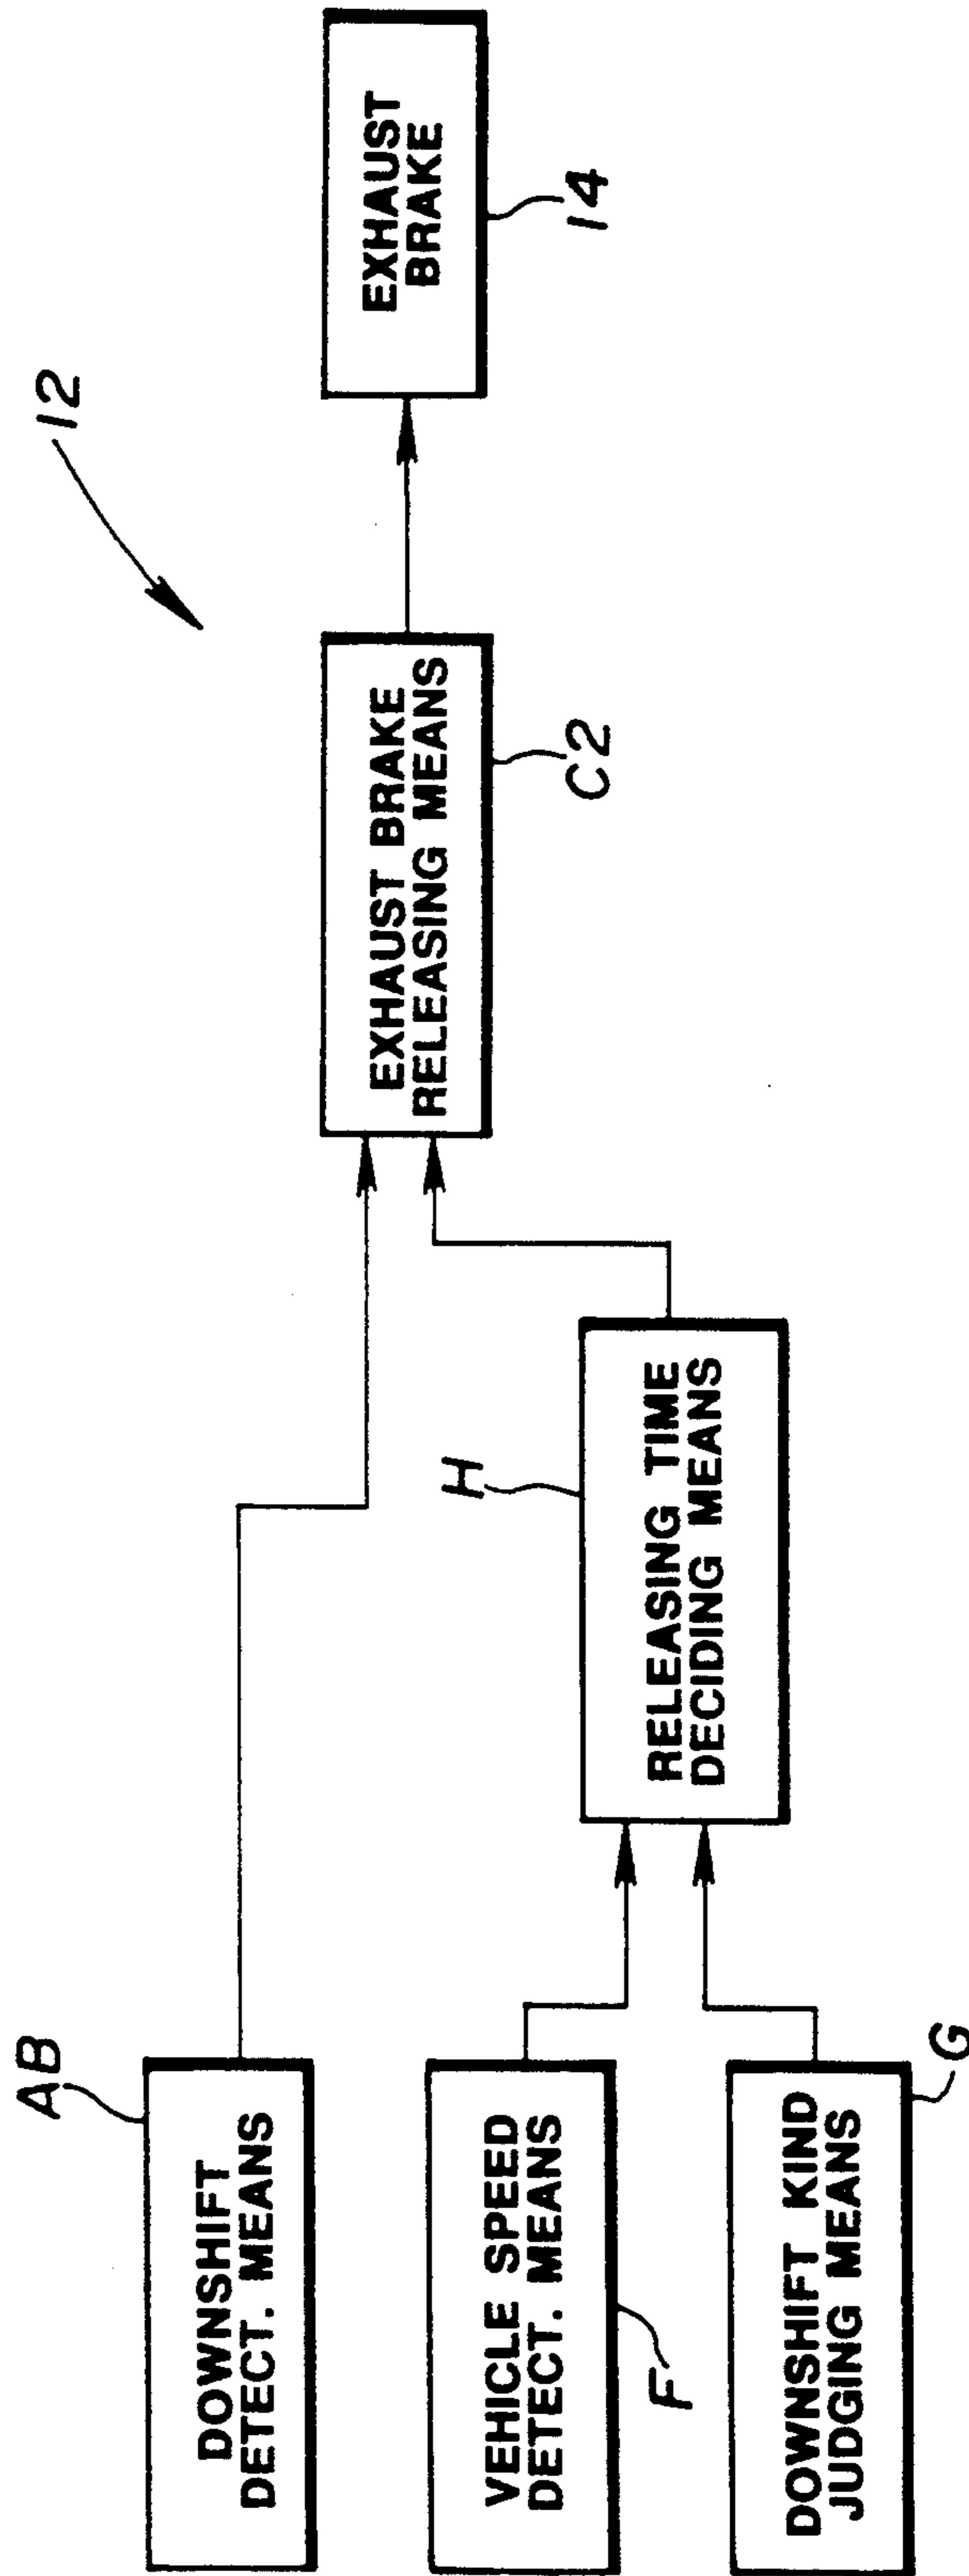 12
AB
DOWNSHIFT
DETECT. MEANS
VEHICLE SPEED
DETECT. MEANS
F
DOWNSHIFT KIND
JUDGING MEANS
G
H
RELEASING TIME
DECIDING MEANS
EXHAUST BRAKE
RELEASING MEANS
C2
EXHAUST
BRAKE
14